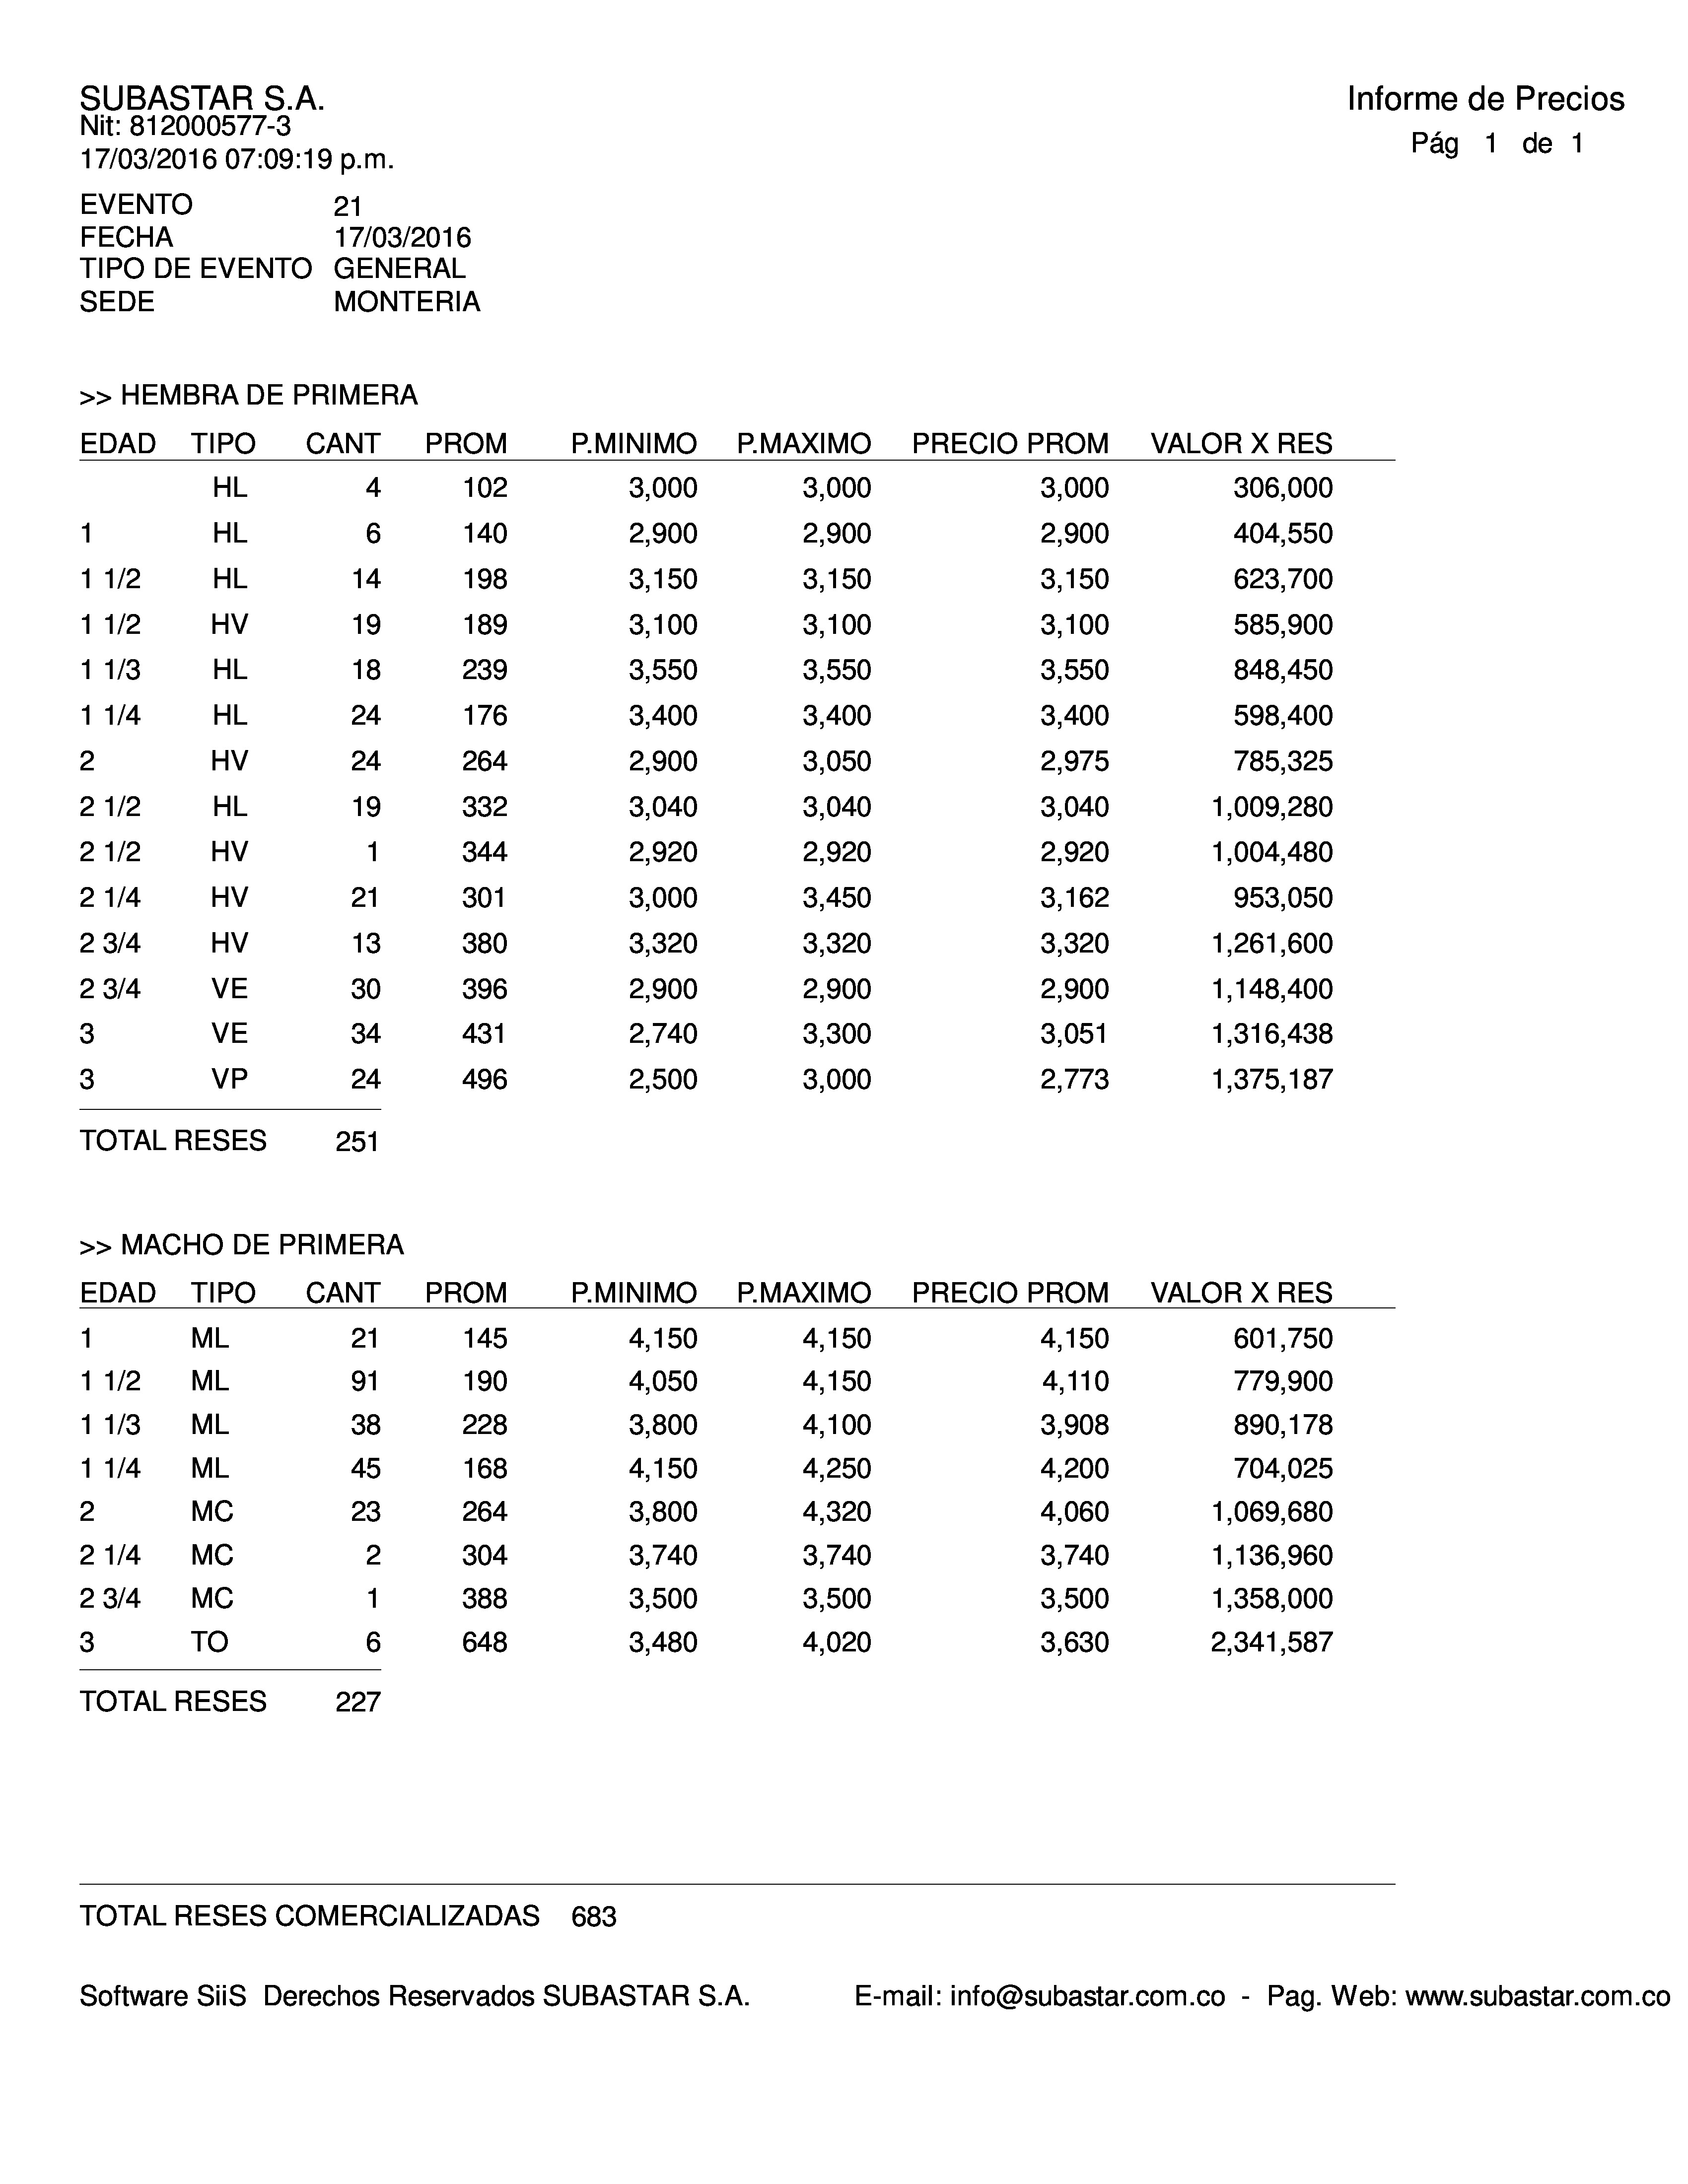 SUBASTAR S.A.
Informe de Precios
Nit: 812000577-3
Pág 1 de 1
17/03/2016 07:09:19 p.m.
EVENTO 21
FECHA 17/03/2016
TIPO DE EVENTO GENERAL
SEDE MONTERIA
>> HEMBRA DE PRIMERA
EDAD TIPO CANT PROM P.MINIMO P.MAXIMO PRECIO PROM VALOR X RES
HL 4 102 3,000 3,000 3,000 306,000
1 HL 6 140 2,900 2,900 2,900 404,550
1 1/2 HL 14 198 3,150 3,150 3,150 623,700
1 1/2 HV 19 189 3,100 3,100 3,100 585,900
1 1/3 HL 18 239 3,550 3,550 3,550 848,450
1 1/4 HL 24 176 3,400 3,400 3,400 598,400
2 HV 24 264 2,900 3,050 2,975 785,325
2 1/2 HL 19 332 3,040 3,040 3,040 1,009,280
2 1/2 HV 1 344 2,920 2,920 2,920 1,004,480
2 1/4 HV 21 301 3,000 3,450 3,162 953,050
2 3/4 HV 13 380 3,320 3,320 3,320 1,261,600
2 3/4 VE 30 396 2,900 2,900 2,900 1,148,400
3 VE 34 431 2,740 3,300 3,051 1,316,438
3 VP 24 496 2,500 3,000 2,773 1,375,187
TOTAL RESES 251
>> MACHO DE PRIMERA
EDAD TIPO CANT PROM P.MINIMO P.MAXIMO PRECIO PROM VALOR X RES
1 ML 21 145 4,150 4,150 4,150 601,750
1 1/2 ML 91 190 4,050 4,150 4,110 779,900
1 1/3 ML 38 228 3,800 4,100 3,908 890,178
1 1/4 ML 45 168 4,150 4,250 4,200 704,025
2 MC 23 264 3,800 4,320 4,060 1,069,680
2 1/4 MC 2 304 3,740 3,740 3,740 1,136,960
2 3/4 MC 1 388 3,500 3,500 3,500 1,358,000
3 TO 6 648 3,480 4,020 3,630 2,341,587
TOTAL RESES 227
TOTAL RESES COMERCIALIZADAS 683
Software SiiS Derechos Reservados SUBASTAR S.A. E-mail: info@subastar.com.co - Pag. Web: www.subastar.com.co